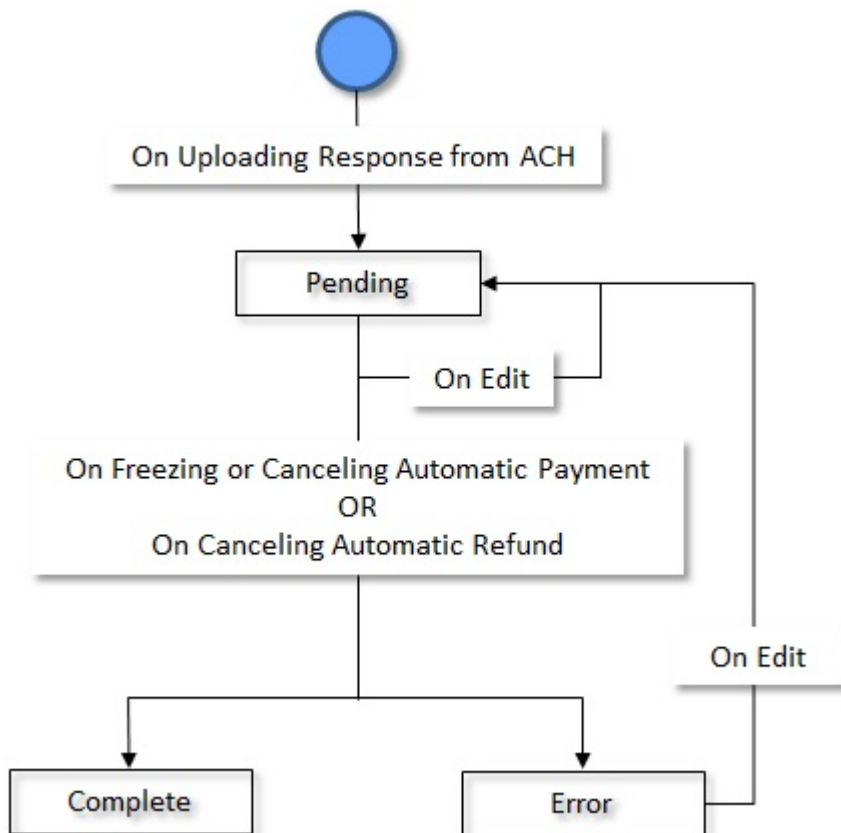 On Uploading Response from ACH
Pending
On Edit
On Freezing or Canceling Automatic Payment
OR
On Canceling Automatic Refund
On Edit
Complete
Error